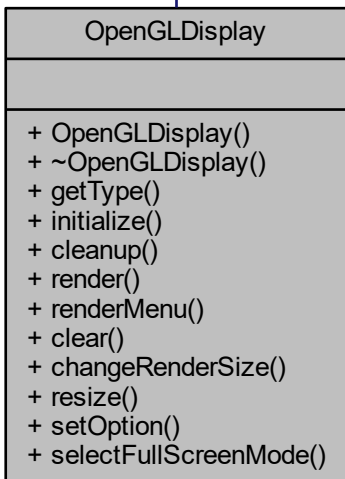 OpenGLDisplay
+ OpenGLDisplay()
+ ~OpenGLDisplay()
+ getType()
+ initialize()
+ cleanup()
+ render()
+ renderMenu()
+ clear()
+ changeRenderSize()
+ resize()
+ setOption()
+ selectFullScreenMode()